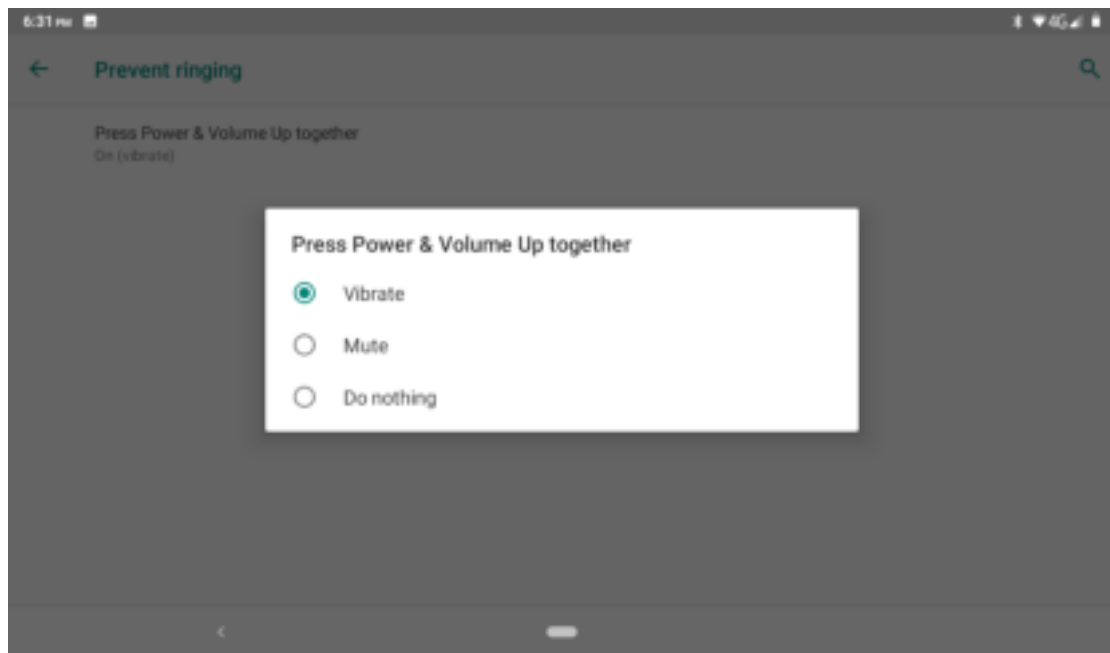 6:31 PM
4G
Prevent ringing
Press Power & Volume Up together
On (vibrate)
Press Power & Volume Up together
Vibrate
Mute
Do nothing